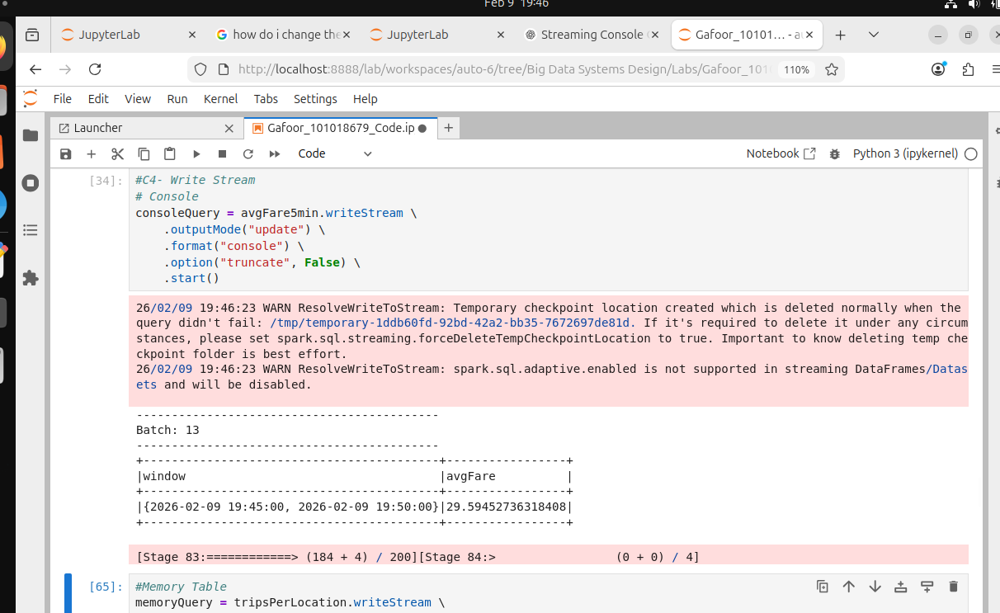 Feb 9 19:46
JupyterLab
how do i change the
JupyterLab
Streaming Console
Gafoor_10101… - au
http://localhost:8888/lab/workspaces/auto-6/tree/Big Data Systems Design/Labs/Gafoor_101
110%
File Edit View Run Kernel Tabs Settings Help
Launcher
Gafoor_101018679_Code.ip
Code
Notebook
Python 3 (ipykernel)
[34]:
#C4- Write Stream
# Console
consoleQuery = avgFare5min.writeStream \
.outputMode("update") \
.format("console") \
.option("truncate", False) \
.start()
26/02/09 19:46:23 WARN ResolveWriteToStream: Temporary checkpoint location created which is deleted normally when the
query didn't fail: /tmp/temporary-1ddb60fd-92bd-42a2-bb35-7672697de81d. If it's required to delete it under any circum
stances, please set spark.sql.streaming.forceDeleteTempCheckpointLocation to true. Important to know deleting temp che
ckpoint folder is best effort.
26/02/09 19:46:23 WARN ResolveWriteToStream: spark.sql.adaptive.enabled is not supported in streaming DataFrames/Datas
ets and will be disabled.
-------------------------------------------
Batch: 13
-------------------------------------------
+------------------------------------------+-----------------+
|window                                    |avgFare          |
+------------------------------------------+-----------------+
|{2026-02-09 19:45:00, 2026-02-09 19:50:00}|29.59452736318408|
+------------------------------------------+-----------------+
[Stage 83:============> (184 + 4) / 200][Stage 84:>                 (0 + 0) / 4]
[65]:
#Memory Table
memoryQuery = tripsPerLocation.writeStream \